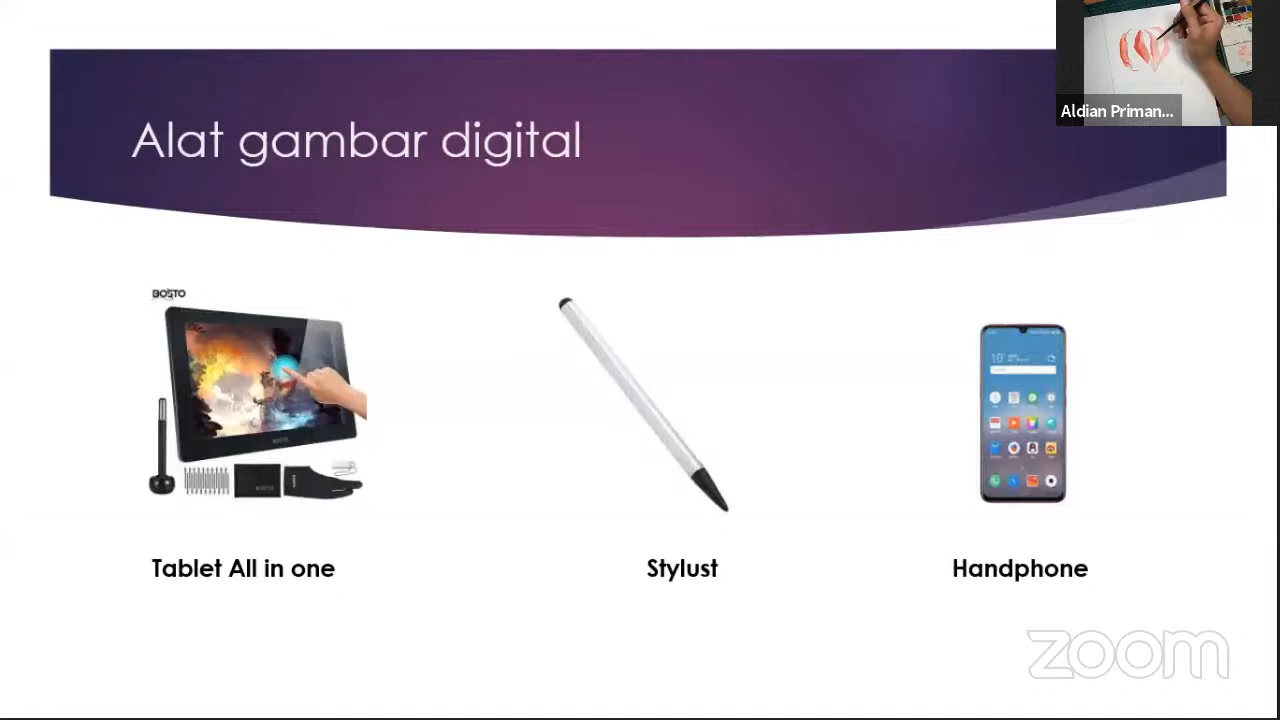 Aldian Priman...
Alat gambar digital
BOSTO
Tablet All in one
Stylust
Handphone
zoom